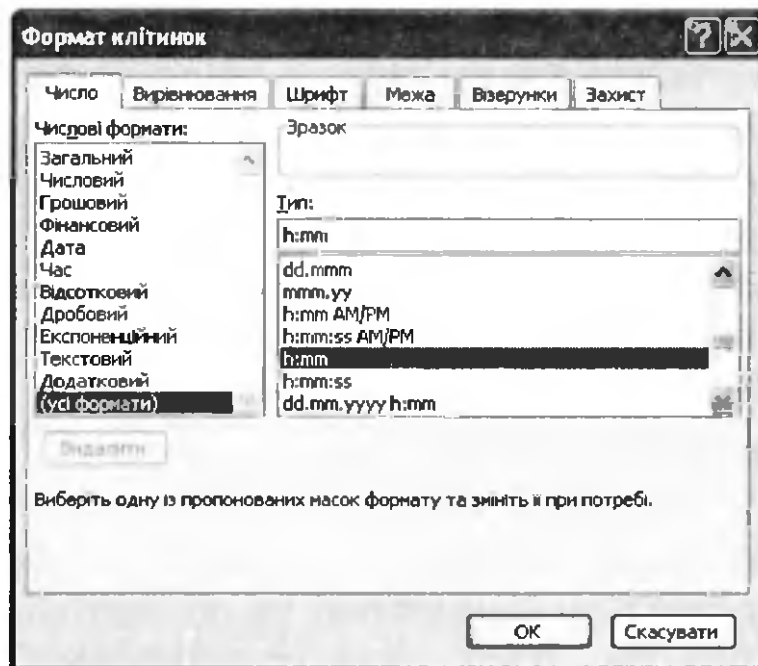 Формат клітинок
Число Вирівнювання Шрифт Межа Візерунки Захист
Числові формати:
Загальний
Числовий
Грошовий
Фінансовий
Дата
Час
Відсотковий
Дробовий
Експоненційний
Текстовий
Додатковий
(усі формати)
Зразок
Тип:
h:mm
dd.mmm
mmm.yy
h:mm AM/PM
h:mm:ss AM/PM
h:mm
h:mm:ss
dd.mm.yyyy h:mm
Видалити
Виберіть одну із пропонованих масок формату та змініть її при потребі.
ОК Скасувати